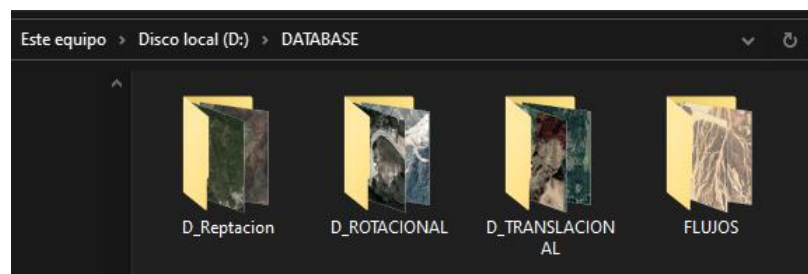 Este equipo > Disco local (D:) > DATABASE
D_Reptacion
D_ROTACIONAL
D_TRANSLACION
AL
FLUJOS